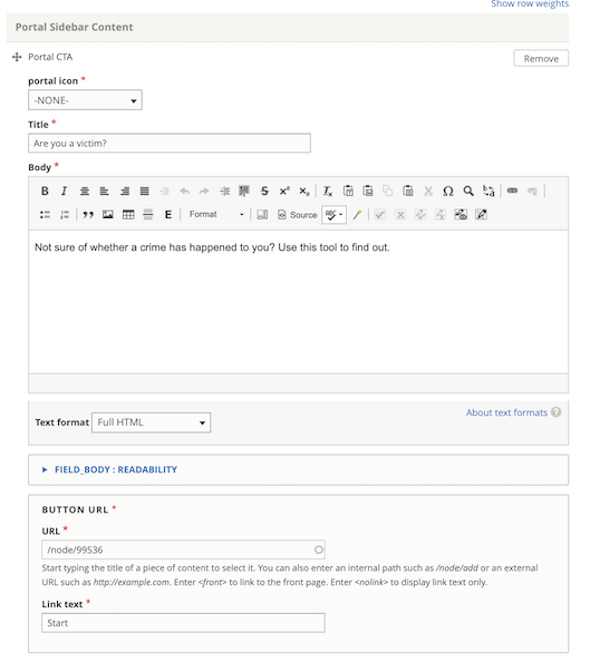 Show row weights
Portal Sidebar Content
Portal CTA
Remove
portal icon *
-NONE-
Title *
Are you a victim?
Body *
B I S x² xₓ Iₓ Ω
Format Source ABC
E
Not sure of whether a crime has happened to you? Use this tool to find out.
About text formats ?
Text format Full HTML
FIELD_BODY : READABILITY
BUTTON URL *
URL *
/node/99536
Start typing the title of a piece of content to select it. You can also enter an internal path such as /node/add or an external
URL such as http://example.com. Enter <front> to link to the front page. Enter <nolink> to display link text only.
Link text *
Start